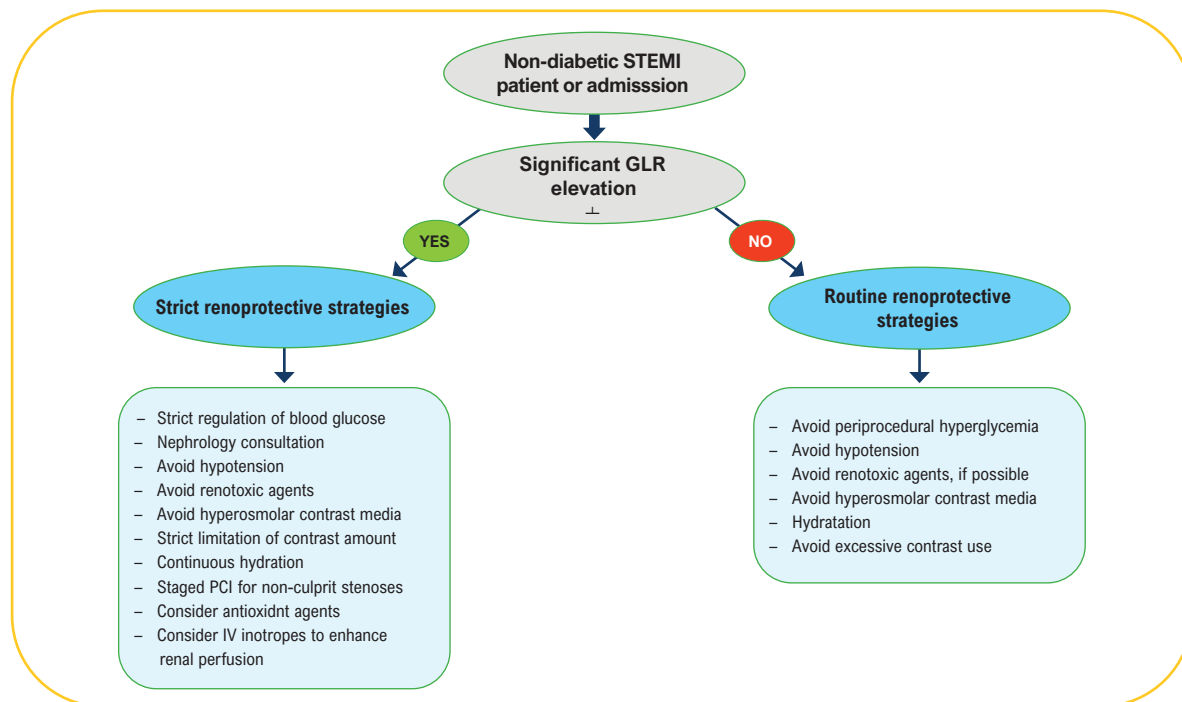 Non-diabetic STEMI
patient or admisssion
Significant GLR
elevation
┴
YES
NO
Strict renoprotective strategies
Routine renoprotective
strategies
– Strict regulation of blood glucose
– Nephrology consultation
– Avoid hypotension
– Avoid renotoxic agents
– Avoid hyperosmolar contrast media
– Strict limitation of contrast amount
– Continuous hydration
– Staged PCI for non-culprit stenoses
– Consider antioxidnt agents
– Consider IV inotropes to enhance
renal perfusion
– Avoid periprocedural hyperglycemia
– Avoid hypotension
– Avoid renotoxic agents, if possible
– Avoid hyperosmolar contrast media
– Hydratation
– Avoid excessive contrast use